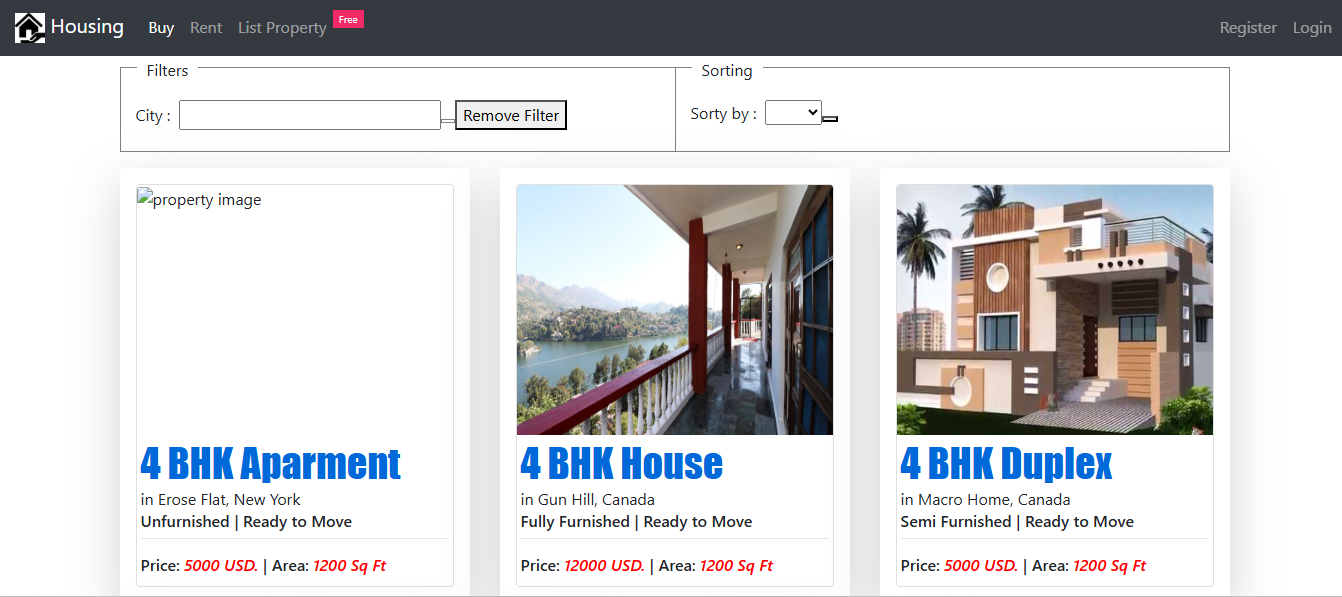 Housing Buy Rent List Property Free Register Login
Filters Sorting
City : Remove Filter Sorty by :
property image
4 BHK Aparment
in Erose Flat, New York
Unfurnished | Ready to Move
Price: 5000 USD. | Area: 1200 Sq Ft
4 BHK House
in Gun Hill, Canada
Fully Furnished | Ready to Move
Price: 12000 USD. | Area: 1200 Sq Ft
4 BHK Duplex
in Macro Home, Canada
Semi Furnished | Ready to Move
Price: 5000 USD. | Area: 1200 Sq Ft